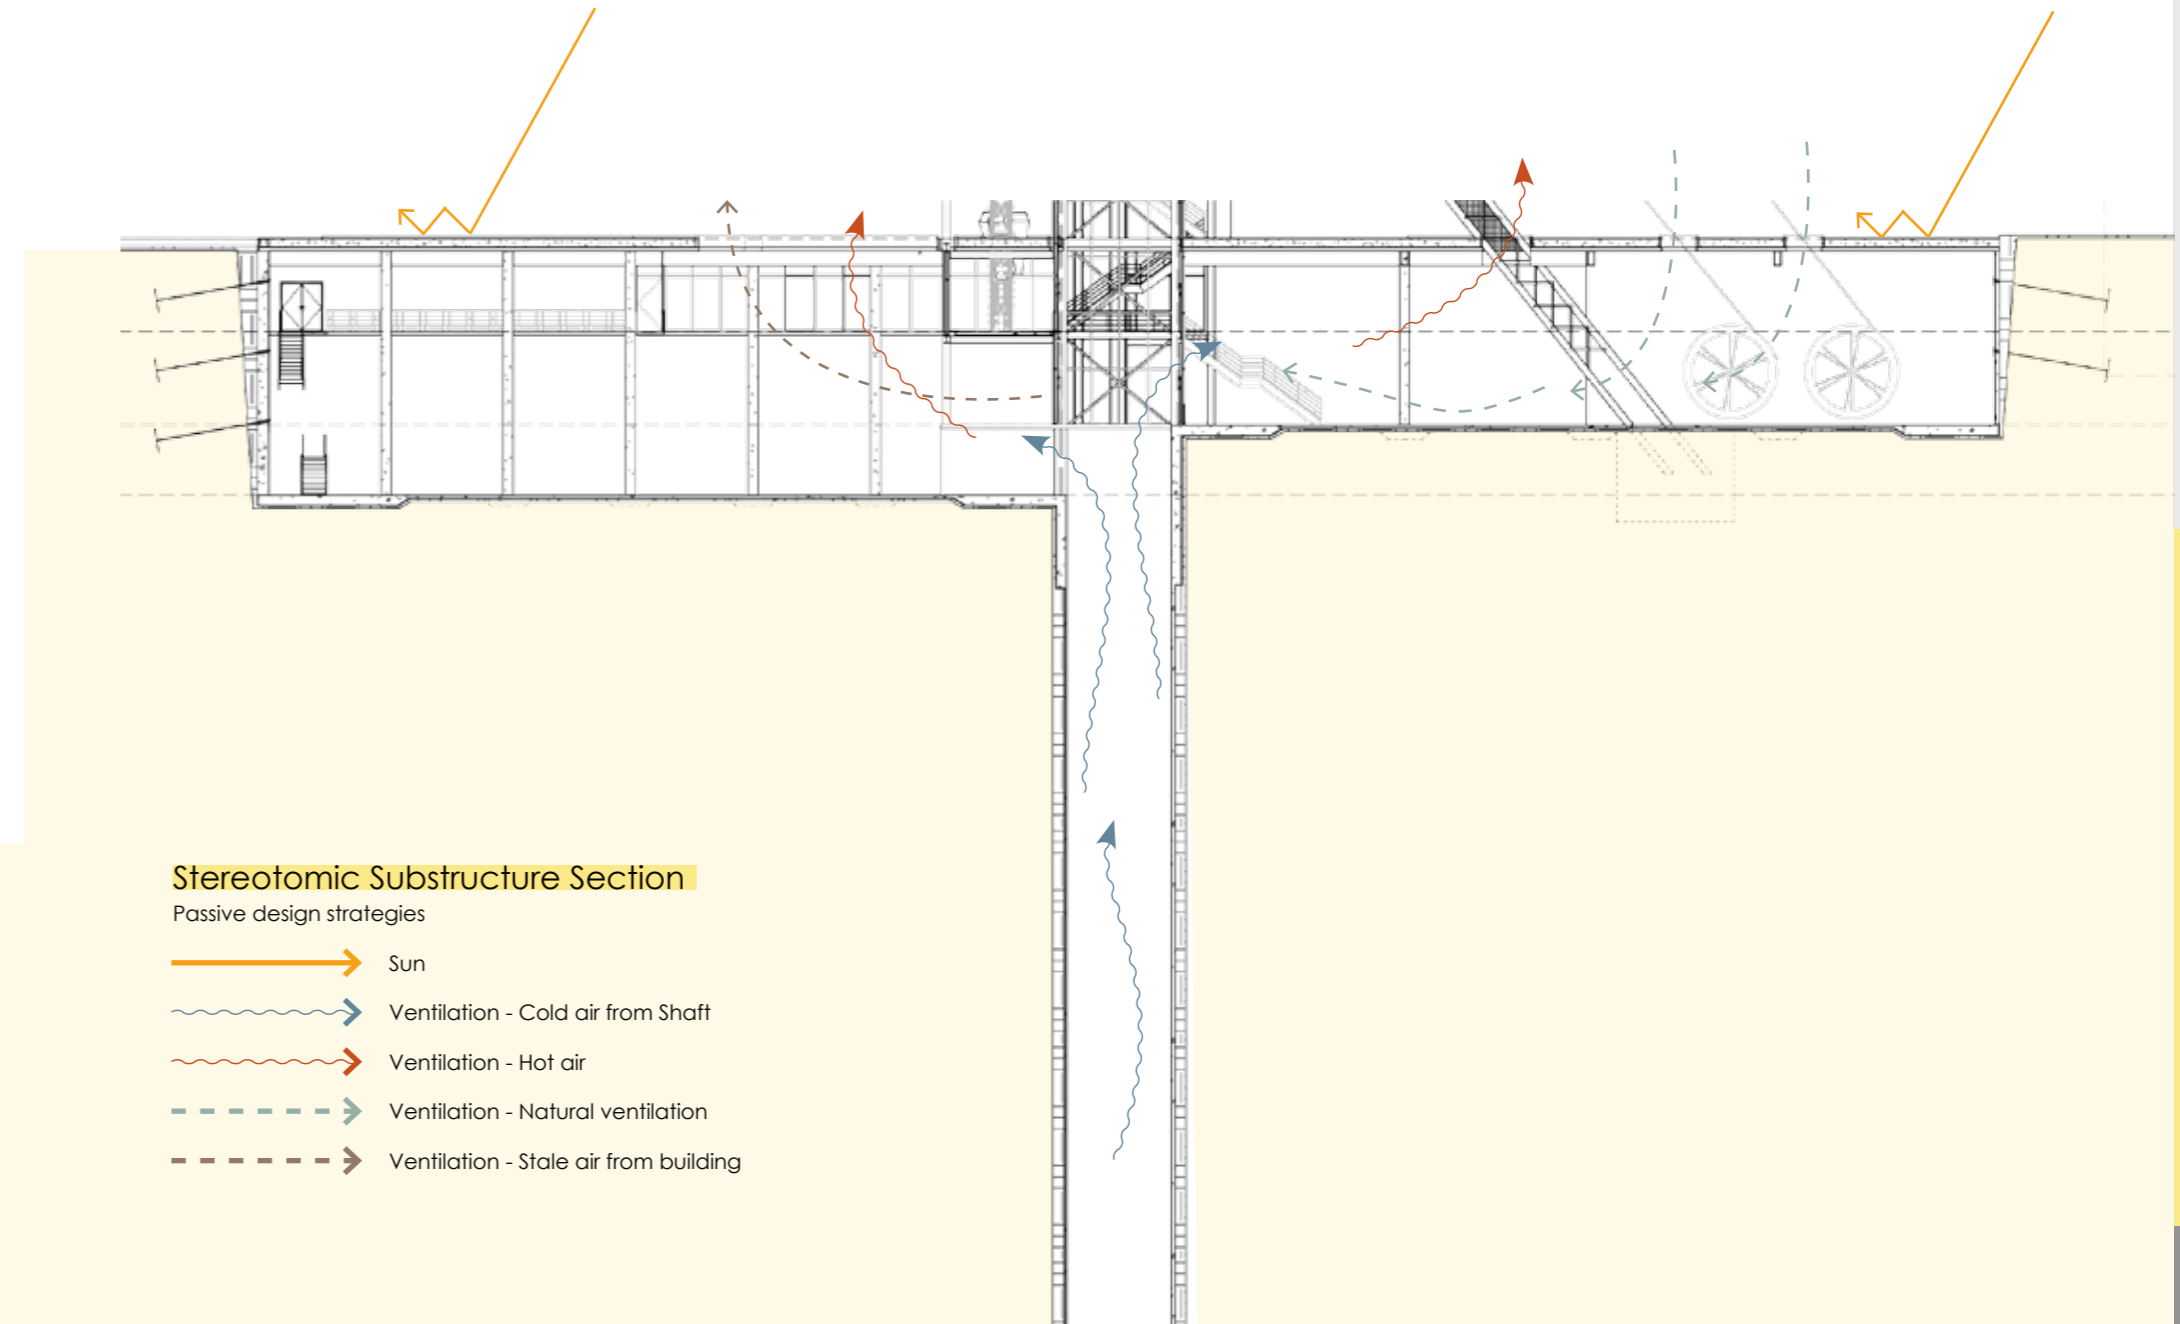 Stereotomic Substructure Section
Passive design strategies
Sun
Ventilation - Cold air from Shaft
Ventilation - Hot air
Ventilation - Natural ventilation
Ventilation - Stale air from building